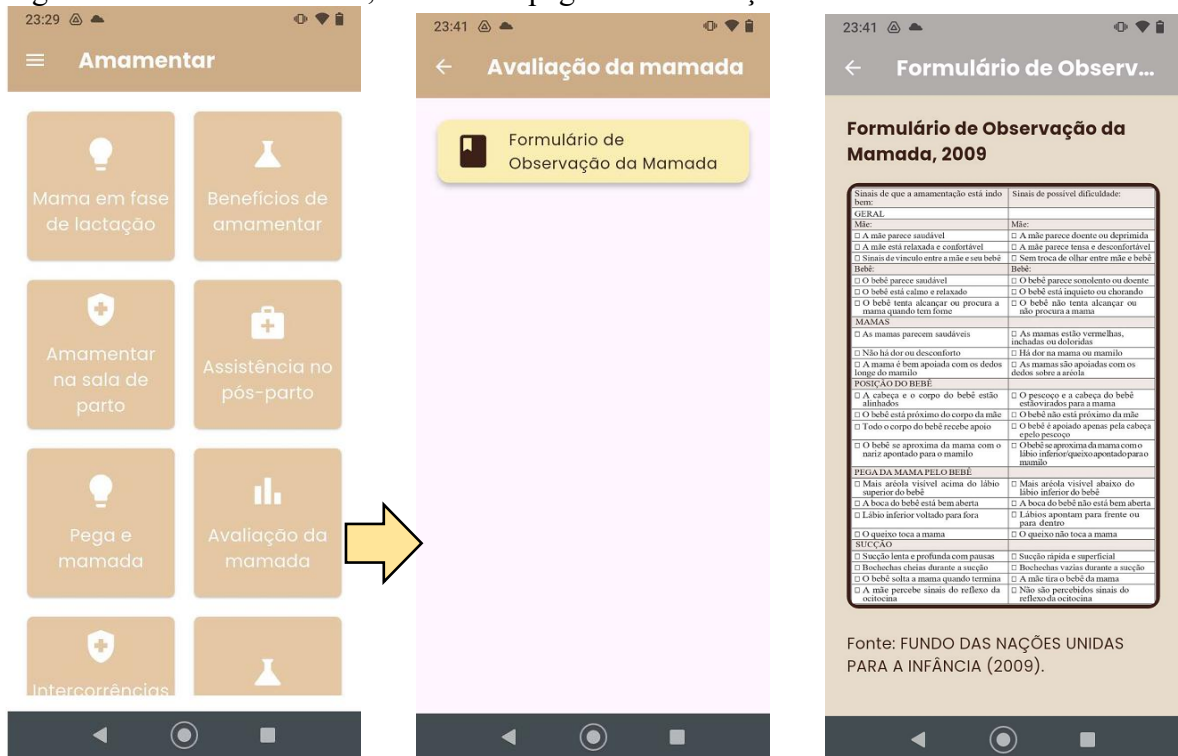 23:29
Amamentar
Mama em fase
de lactação
Benefícios de
amamentar
Amamentar
na sala de
parto
Assistência no
pós-parto
Pega e
mamada
Avaliação da
mamada
Intercorrências
23:41
Avaliação da mamada
Formulário de
Observação da Mamada
23:41
Formulário de Observ...
Formulário de Observação da
Mamada, 2009
Sinais de que a amamentação está indo
bem:
Sinais de possível dificuldade:
GERAL
Mãe:
Mãe:
□ A mãe parece saudável
□ A mãe parece doente ou deprimida
□ A mãe está relaxada e confortável
□ A mãe parece tensa e desconfortável
□ Sinais de vínculo entre a mãe e seu bebê
□ Sem troca de olhar entre mãe e bebê
Bebê:
Bebê:
□ O bebê parece saudável
□ O bebê parece sonolento ou doente
□ O bebê está calmo e relaxado
□ O bebê está inquieto ou chorando
□ O bebê tenta alcançar ou procura a
mama quando tem fome
□ O bebê não tenta alcançar ou
não procura a mama
MAMAS
□ As mamas parecem saudáveis
□ As mamas estão vermelhas,
inchadas ou doloridas
□ Não há dor ou desconforto
□ Há dor na mama ou mamilo
□ A mama é bem apoiada com os dedos
longe do mamilo
□ As mamas são apoiadas com os
dedos sobre a aréola
POSIÇÃO DO BEBÊ
□ A cabeça e o corpo do bebê estão
alinhados
□ O pescoço e a cabeça do bebê
estãovirados para a mama
□ O bebê está próximo do corpo da mãe
□ O bebê não está próximo da mãe
□ Todo o corpo do bebê recebe apoio
□ O bebê é apoiado apenas pela cabeça
epelo pescoço
□ O bebê se aproxima da mama com o
nariz apontado para o mamilo
□ O bebê se aproxima da mama com o
lábio inferior/queixo apontado para o
mamilo
PEGA DA MAMA PELO BEBÊ
□ Mais aréola visível acima do lábio
superior do bebê
□ Mais aréola visível abaixo do
lábio inferior do bebê
□ A boca do bebê está bem aberta
□ A boca do bebê não está bem aberta
□ Lábio inferior voltado para fora
□ Lábios apontam para frente ou
para dentro
□ O queixo toca a mama
□ O queixo não toca a mama
SUCÇÃO
□ Sucção lenta e profunda com pausas
□ Sucção rápida e superficial
□ Bochechas cheias durante a sucção
□ Bochechas vazias durante a sucção
□ O bebê solta a mama quando termina
□ A mãe tira o bebê da mama
□ A mãe percebe sinais do reflexo da
ocitocina
□ Não são percebidos sinais do
reflexo da ocitocina
Fonte: FUNDO DAS NAÇÕES UNIDAS
PARA A INFÂNCIA (2009).